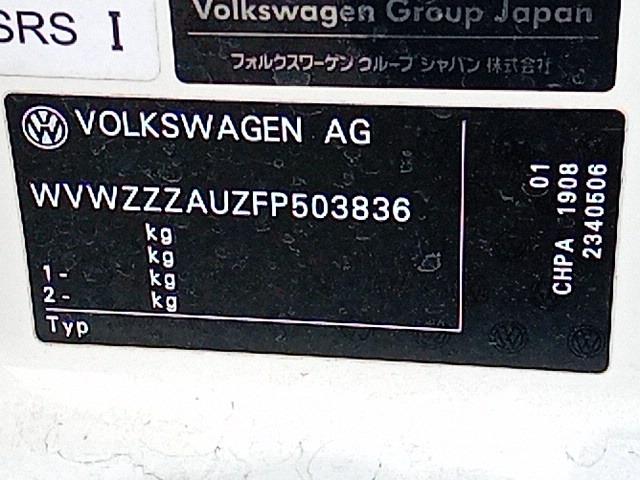 SRS I
Volkswagen Group Japan
フォルクスワーゲン グループ ジャパン 株式会社
VOLKSWAGEN AG
WVWZZZAUZFP503836
kg
kg
1- kg
2- kg
Typ
01
CHPA 1908
2340506